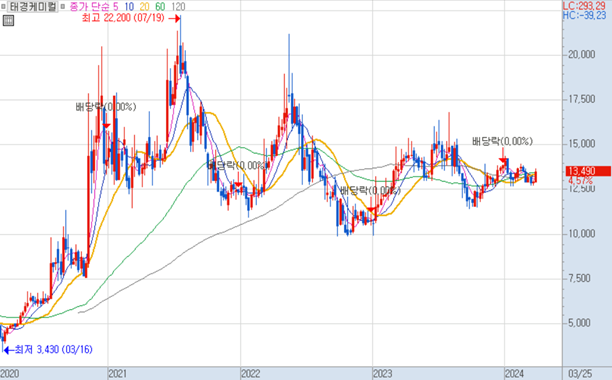 태경케미컬 종가 단순 5 10 20 60 120
LC:293,29
HC:-39,23
최고 22,200 (07/19)
20,000
배당락(0,00%)
17,500
배당락(0,00%)
15,000
배당락(0,00%)
13,490
4,57%
배당락(0,00%)
12,500
10,000
7,500
5,000
최저 3,430 (03/16)
2020 2021 2022 2023 2024 03/25